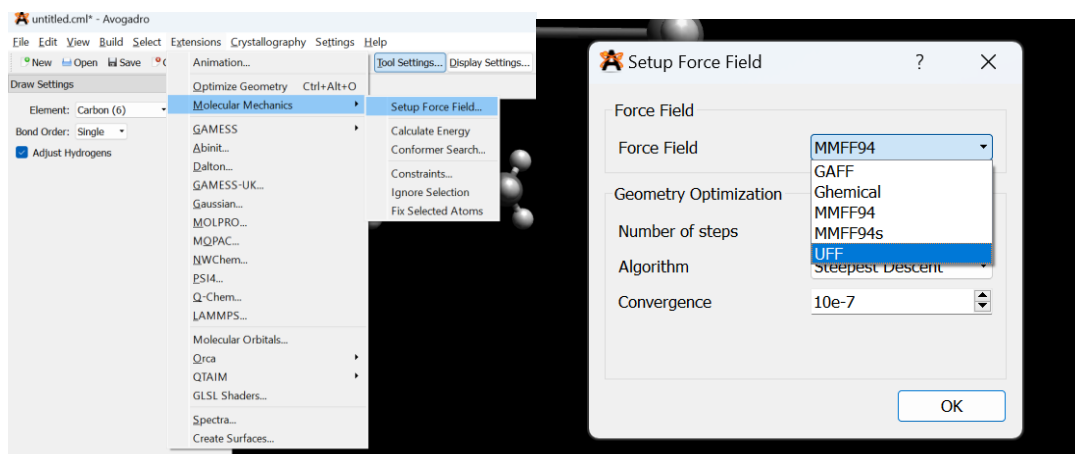 untitled.cml* - Avogadro
File Edit View Build Select Extensions Crystallography Settings Help
New Open Save
Tool Settings... Display Settings...
Draw Settings
Element: Carbon (6)
Bond Order: Single
Adjust Hydrogens
Animation...
Optimize Geometry Ctrl+Alt+O
Molecular Mechanics
GAMESS
Abinit...
Dalton...
GAMESS-UK...
Gaussian...
MOLPRO...
MOPAC...
NWChem...
PSI4...
Q-Chem...
LAMMPS...
Molecular Orbitals...
Orca
QTAIM
GLSL Shaders...
Spectra...
Create Surfaces...
Setup Force Field...
Calculate Energy
Conformer Search...
Constraints...
Ignore Selection
Fix Selected Atoms
Setup Force Field ?
Force Field
Force Field MMFF94
GAFF
Ghemical
MMFF94
MMFF94s
UFF
Geometry Optimization
Number of steps
Algorithm Steepest Descent
Convergence 10e-7
OK